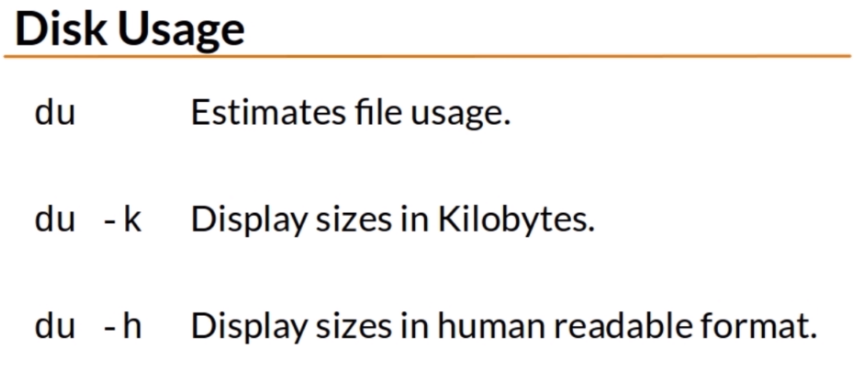 Disk Usage
du Estimates file usage.
du -k Display sizes in Kilobytes.
du -h Display sizes in human readable format.